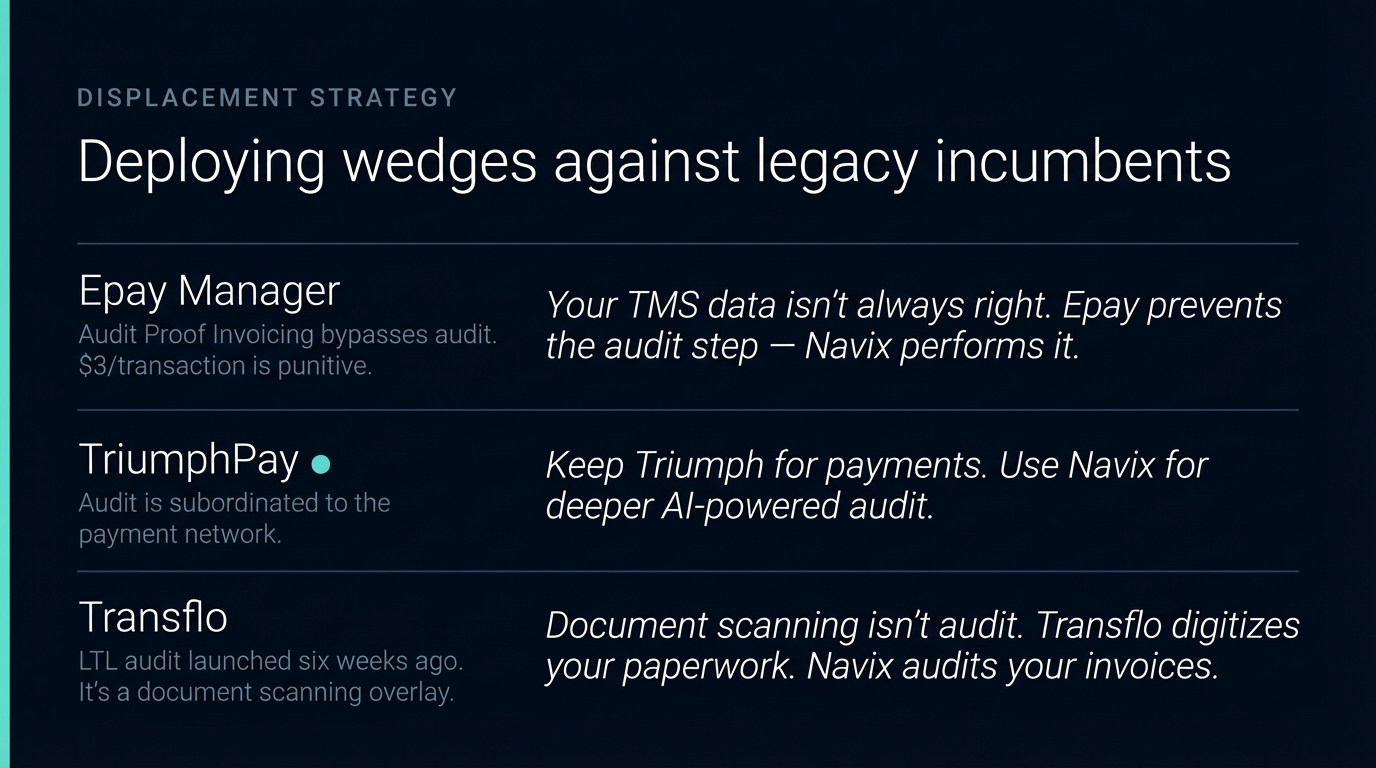 DISPLACEMENT STRATEGY
Deploying wedges against legacy incumbents
Epay Manager
Audit Proof Invoicing bypasses audit.
$3/transaction is punitive.
Your TMS data isn’t always right. Epay prevents
the audit step — Navix performs it.
TriumphPay
Audit is subordinated to the
payment network.
Keep Triumph for payments. Use Navix for
deeper AI-powered audit.
Transflo
LTL audit launched six weeks ago.
It’s a document scanning overlay.
Document scanning isn’t audit. Transflo digitizes
your paperwork. Navix audits your invoices.